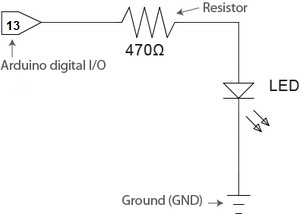 Resistor
13
470Ω
Arduino digital I/O
LED
Ground (GND)